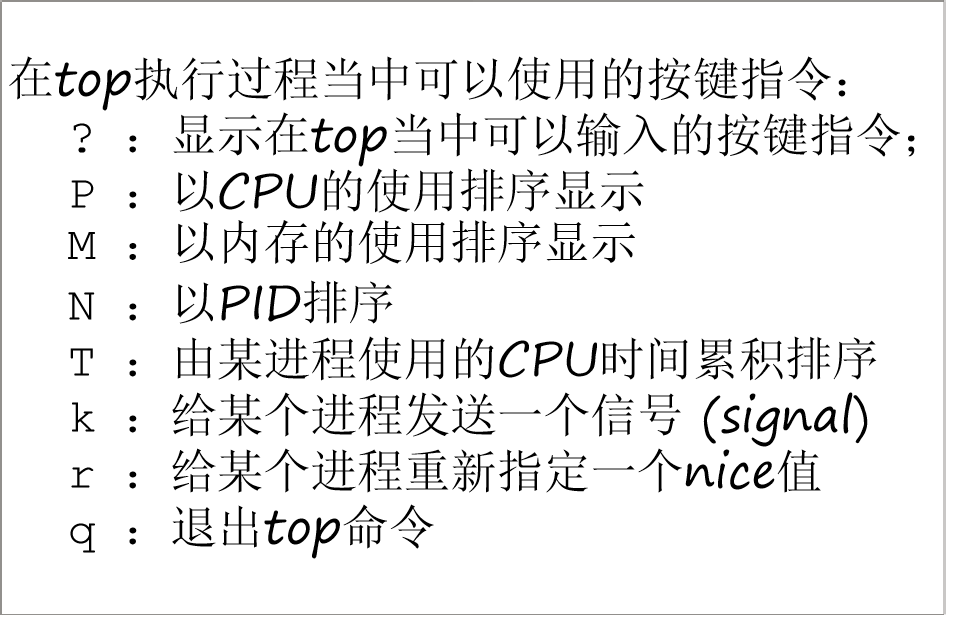 在top执行过程当中可以使用的按键指令：
? ：显示在top当中可以输入的按键指令；
P ：以CPU的使用排序显示
M ：以内存的使用排序显示
N ：以PID排序
T ：由某进程使用的CPU时间累积排序
k ：给某个进程发送一个信号 (signal)
r ：给某个进程重新指定一个nice值
q ：退出top命令